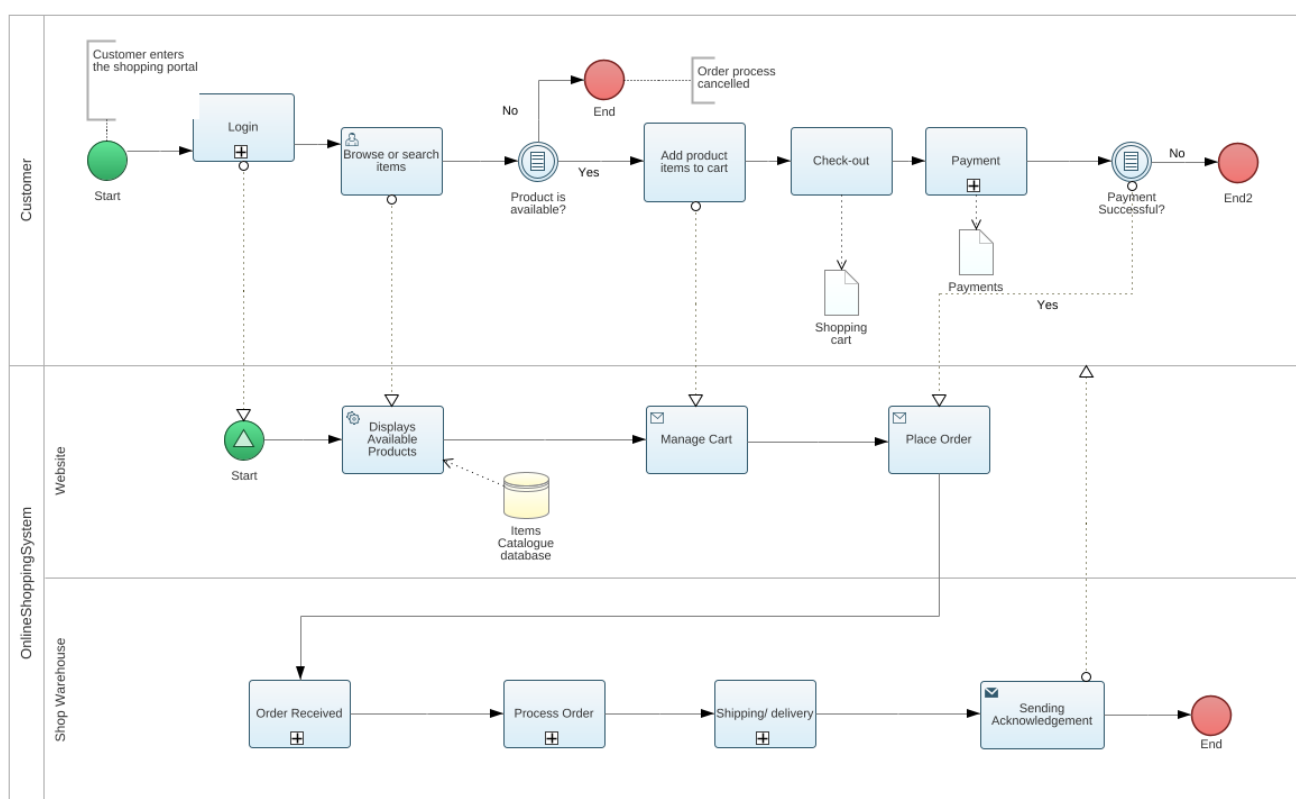 Customer enters
the shopping portal
Order process
cancelled
No
End
Login
Browse or search
items
Add product
items to cart
Check-out
Payment
No
Start
Yes
Product is
available?
Payment
Successful?
End2
Customer
Payments
Yes
Shopping
cart
Displays
Available
Products
Manage Cart
Place Order
Start
Website
Items
Catalogue
database
OnlineShoppingSystem
Shop Warehouse
Order Received
Process Order
Shipping/ delivery
Sending
Acknowledgement
End